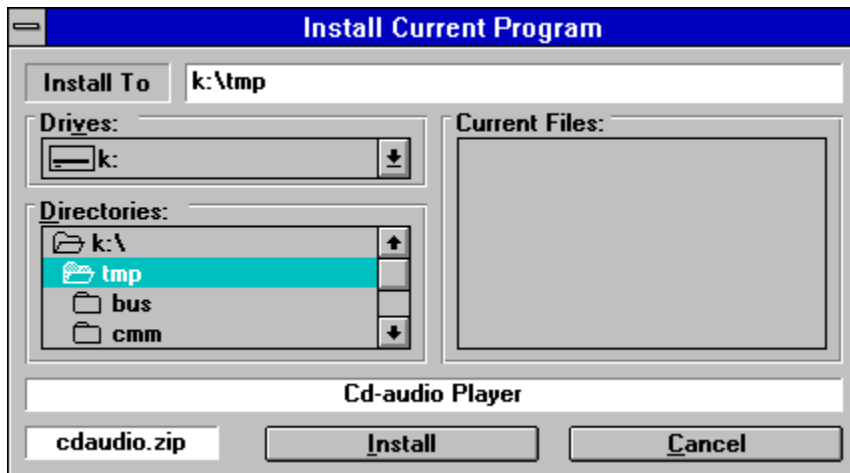 Install Current Program
Install To
k:\tmp
Drives:
k:
Current Files:
Directories:
k:\
tmp
bus
cmm
Cd-audio Player
cdaudio.zip
Install
Cancel